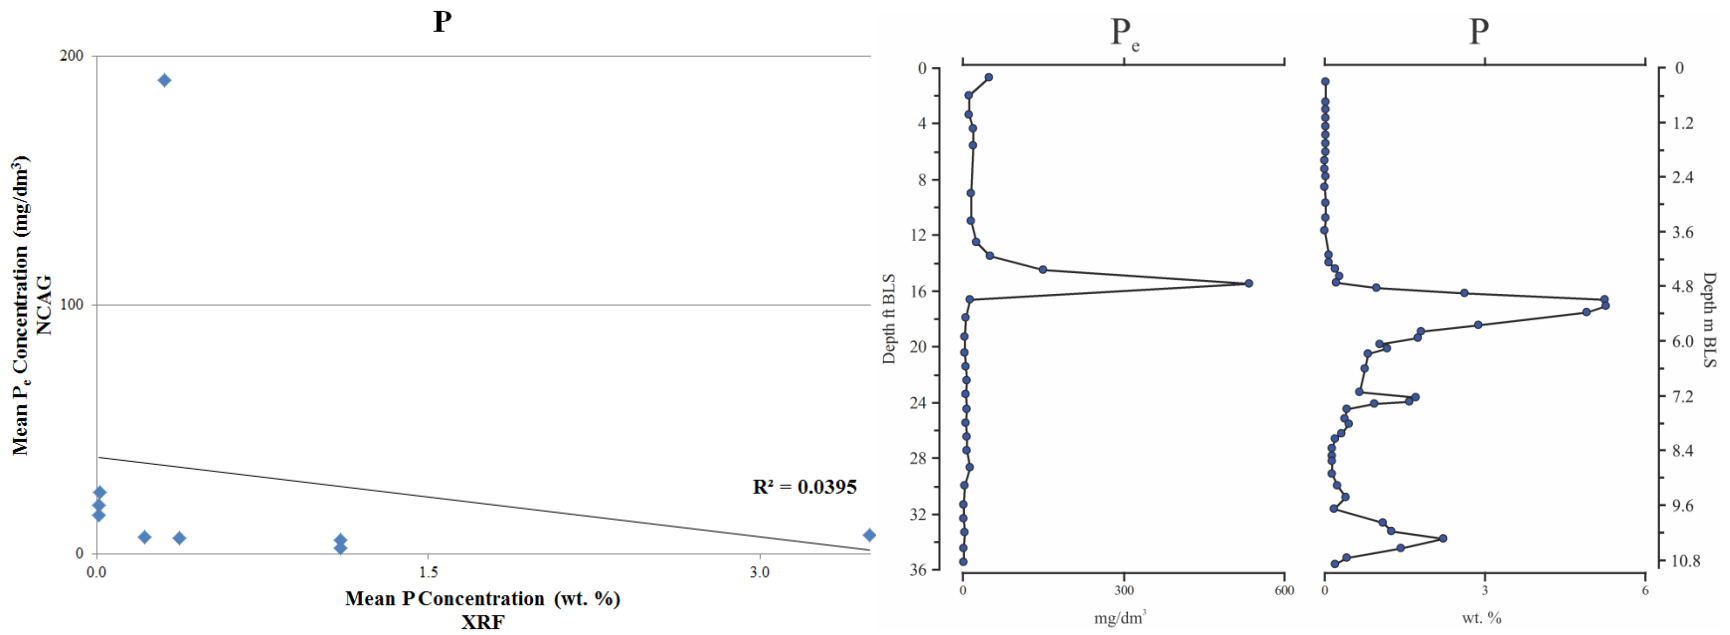 P
200
100
0
0.0 1.5 3.0
Mean Pe Concentration (mg/dm³)
NCAG
R² = 0.0395
Mean P Concentration (wt. %)
XRF
Pe
0
4
8
12
16
20
24
28
32
36
Depth ft BLS
0 300 600
mg/dm³
P
0
1.2
2.4
3.6
4.8
6.0
7.2
8.4
9.6
10.8
Depth m BLS
0 3 6
wt. %